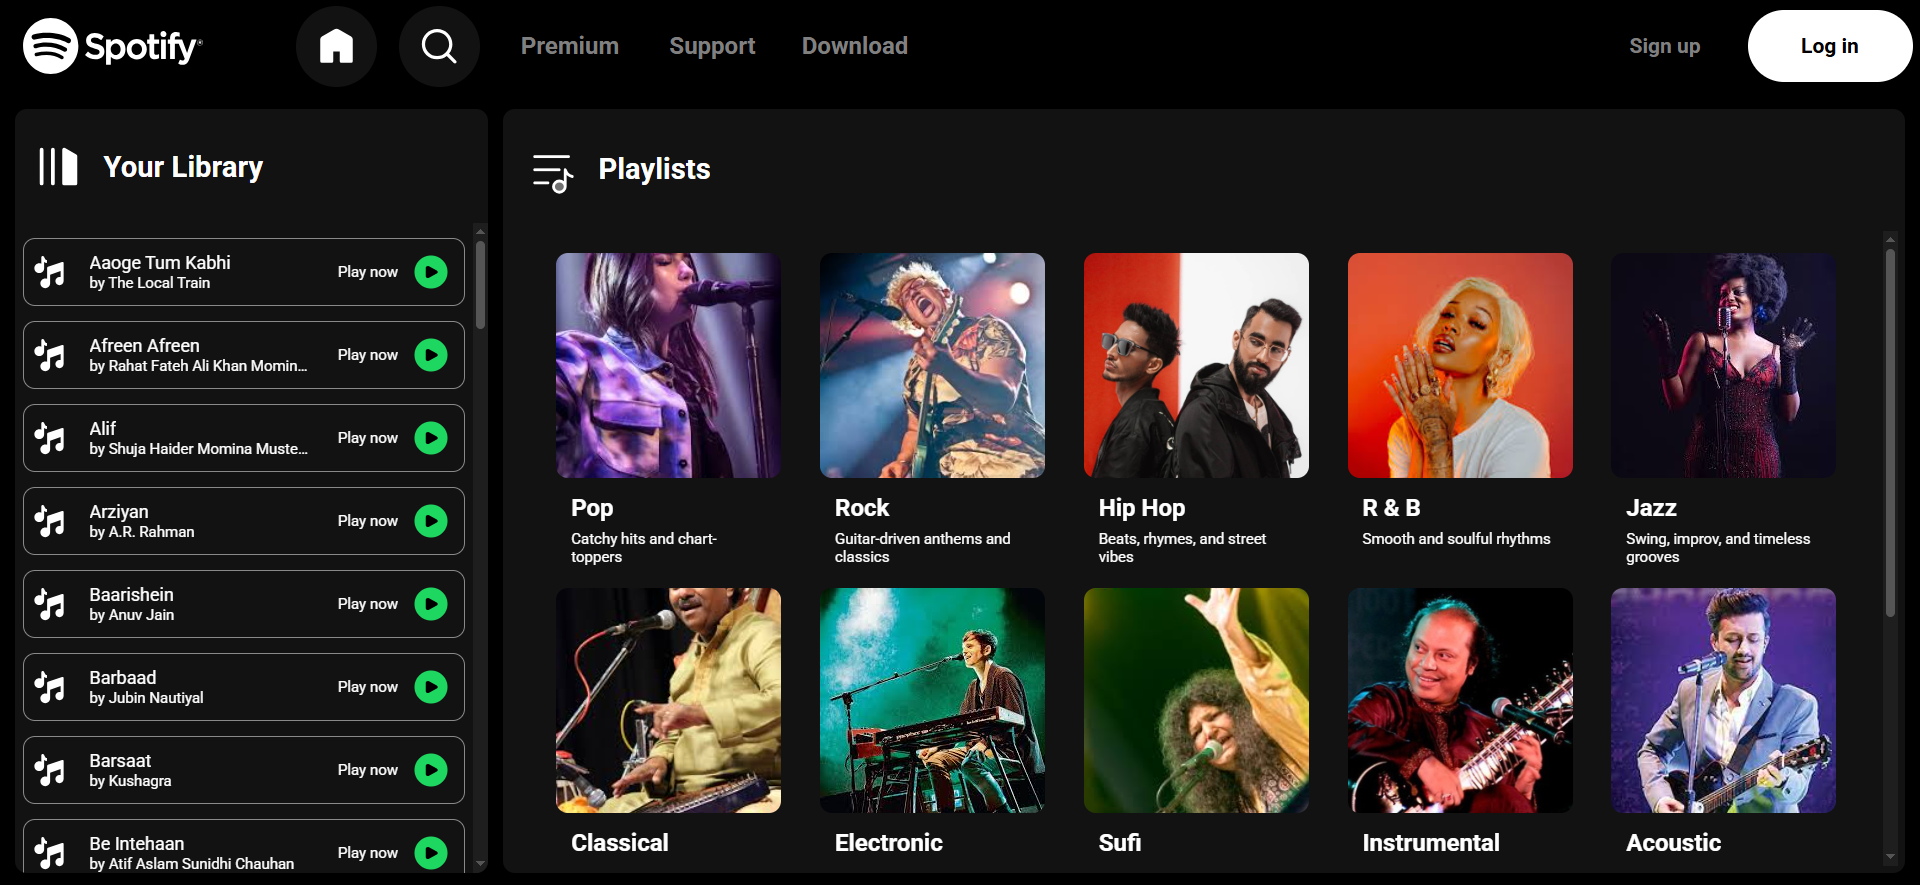 Spotify®
Premium
Support
Download
Sign up
Log in
Your Library
Aaoge Tum Kabhi
by The Local Train
Play now
Afreen Afreen
by Rahat Fateh Ali Khan Momin...
Play now
Alif
by Shuja Haider Momina Muste...
Play now
Arziyan
by A.R. Rahman
Play now
Baarishein
by Anuv Jain
Play now
Barbaad
by Jubin Nautiyal
Play now
Barsaat
by Kushagra
Play now
Be Intehaan
by Atif Aslam Sunidhi Chauhan
Play now
Playlists
Pop
Catchy hits and chart-
toppers
Rock
Guitar-driven anthems and
classics
Hip Hop
Beats, rhymes, and street
vibes
R & B
Smooth and soulful rhythms
Jazz
Swing, improv, and timeless
grooves
Classical
Electronic
Sufi
Instrumental
Acoustic